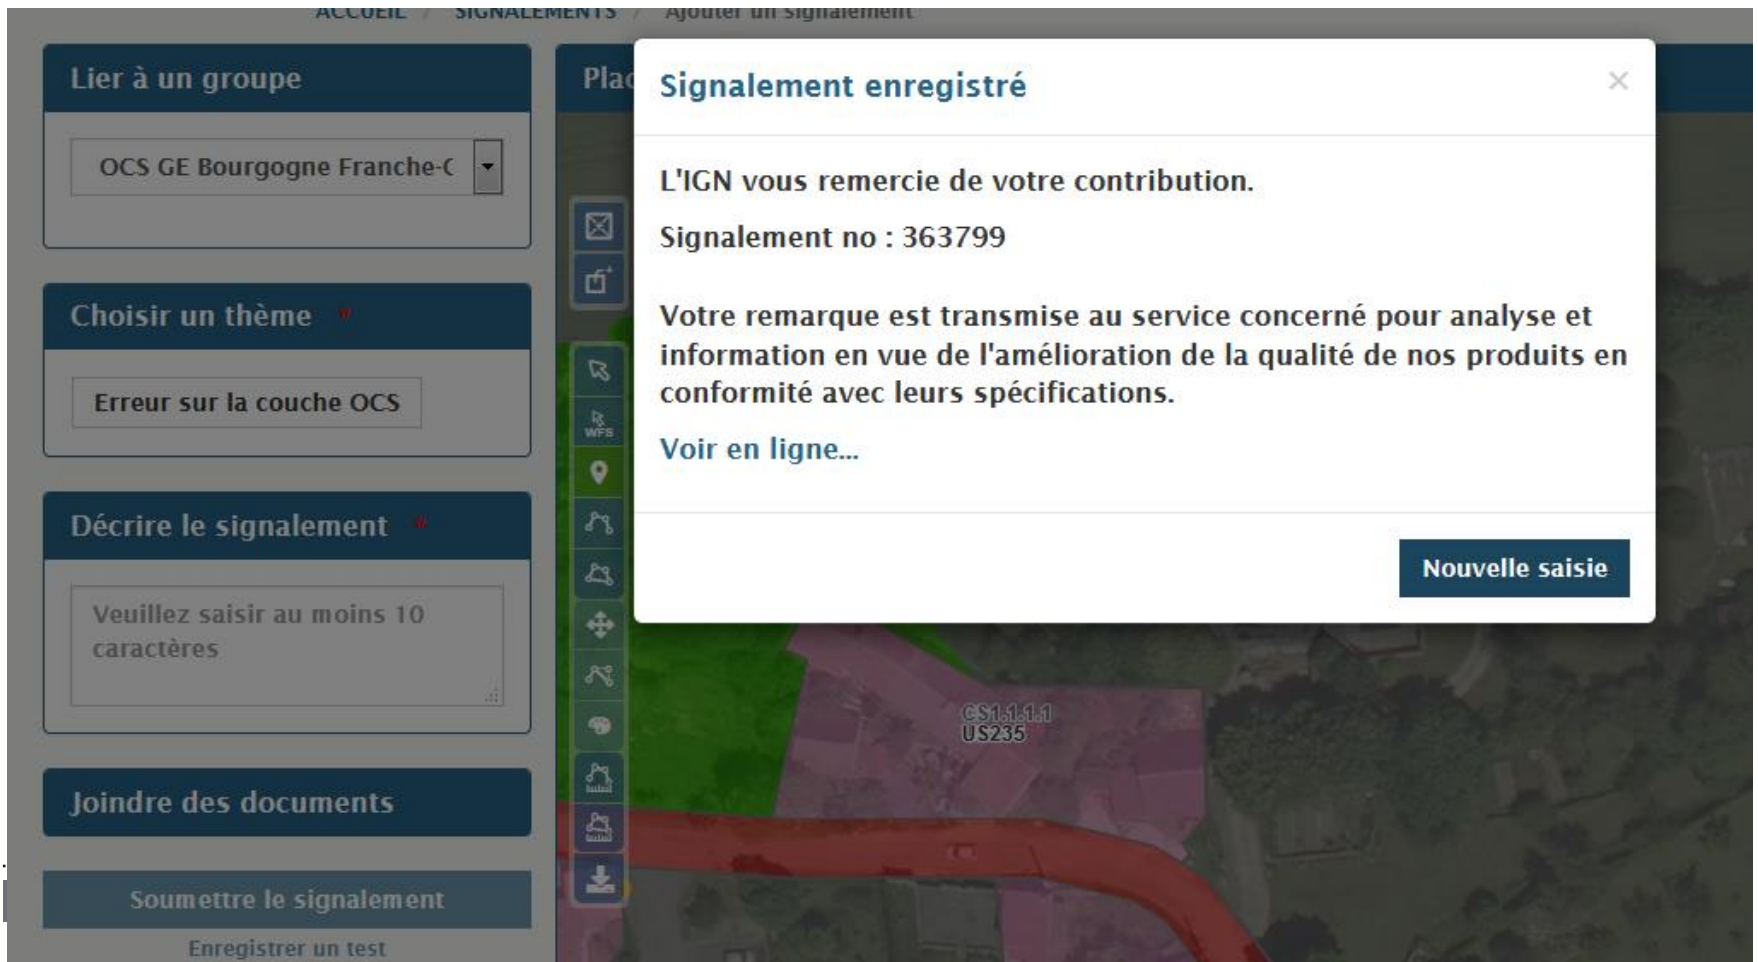 ACCUEIL / SIGNALEMENTS / Ajouter un signalement
Lier à un groupe
OCS GE Bourgogne Franche-C
Choisir un thème *
Erreur sur la couche OCS
Décrire le signalement *
Veuillez saisir au moins 10
caractères
Joindre des documents
Soumettre le signalement
Enregistrer un test
Plac
WFS
Signalement enregistré
×
L'IGN vous remercie de votre contribution.
Signalement no : 363799
Votre remarque est transmise au service concerné pour analyse et
information en vue de l'amélioration de la qualité de nos produits en
conformité avec leurs spécifications.
Voir en ligne...
Nouvelle saisie
CS1.1.1.1
US235